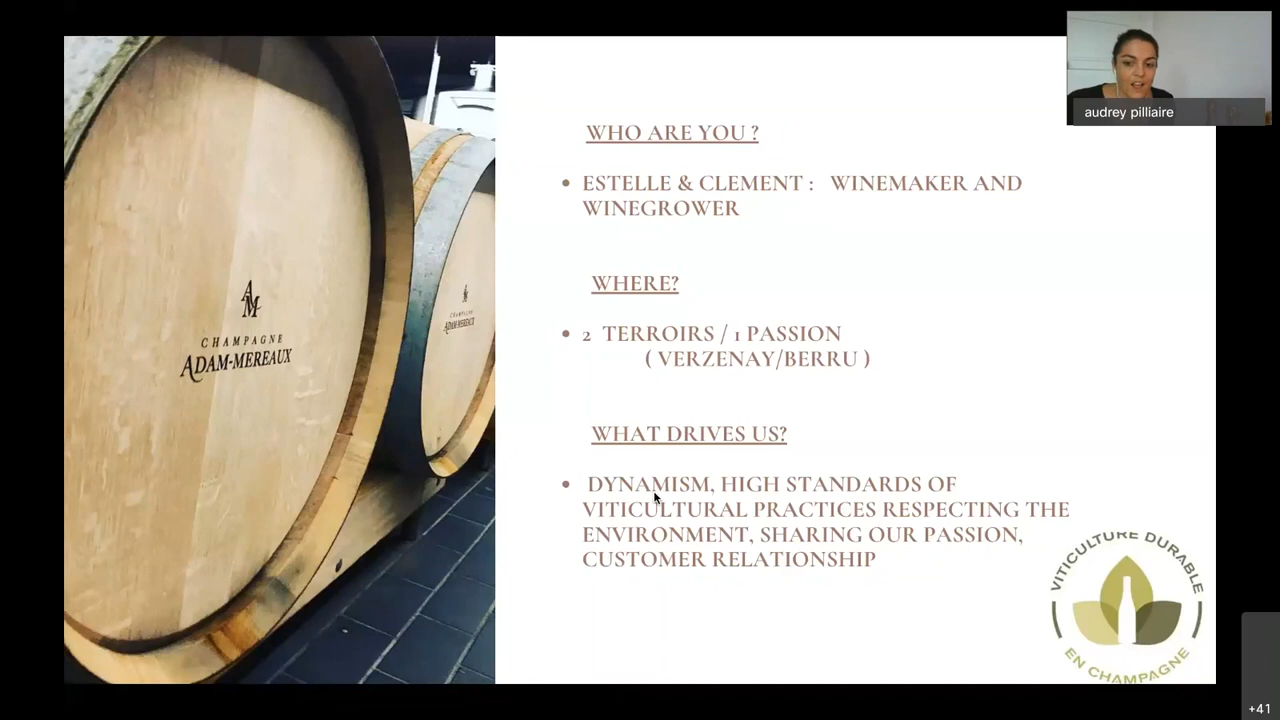 audrey pilliaire
WHO ARE YOU ?
• ESTELLE & CLEMENT : WINEMAKER AND
WINEGROWER
WHERE?
• 2 TERROIRS / 1 PASSION
( VERZENAY/BERRU )
WHAT DRIVES US?
• DYNAMISM, HIGH STANDARDS OF
VITICULTURAL PRACTICES RESPECTING THE
ENVIRONMENT, SHARING OUR PASSION,
CUSTOMER RELATIONSHIP
AM
CHAMPAGNE
ADAM-MEREAUX
AM
CHAMPAGNE
ADAM-MEREAUX
VITICULTURE DURABLE
EN CHAMPAGNE
+41